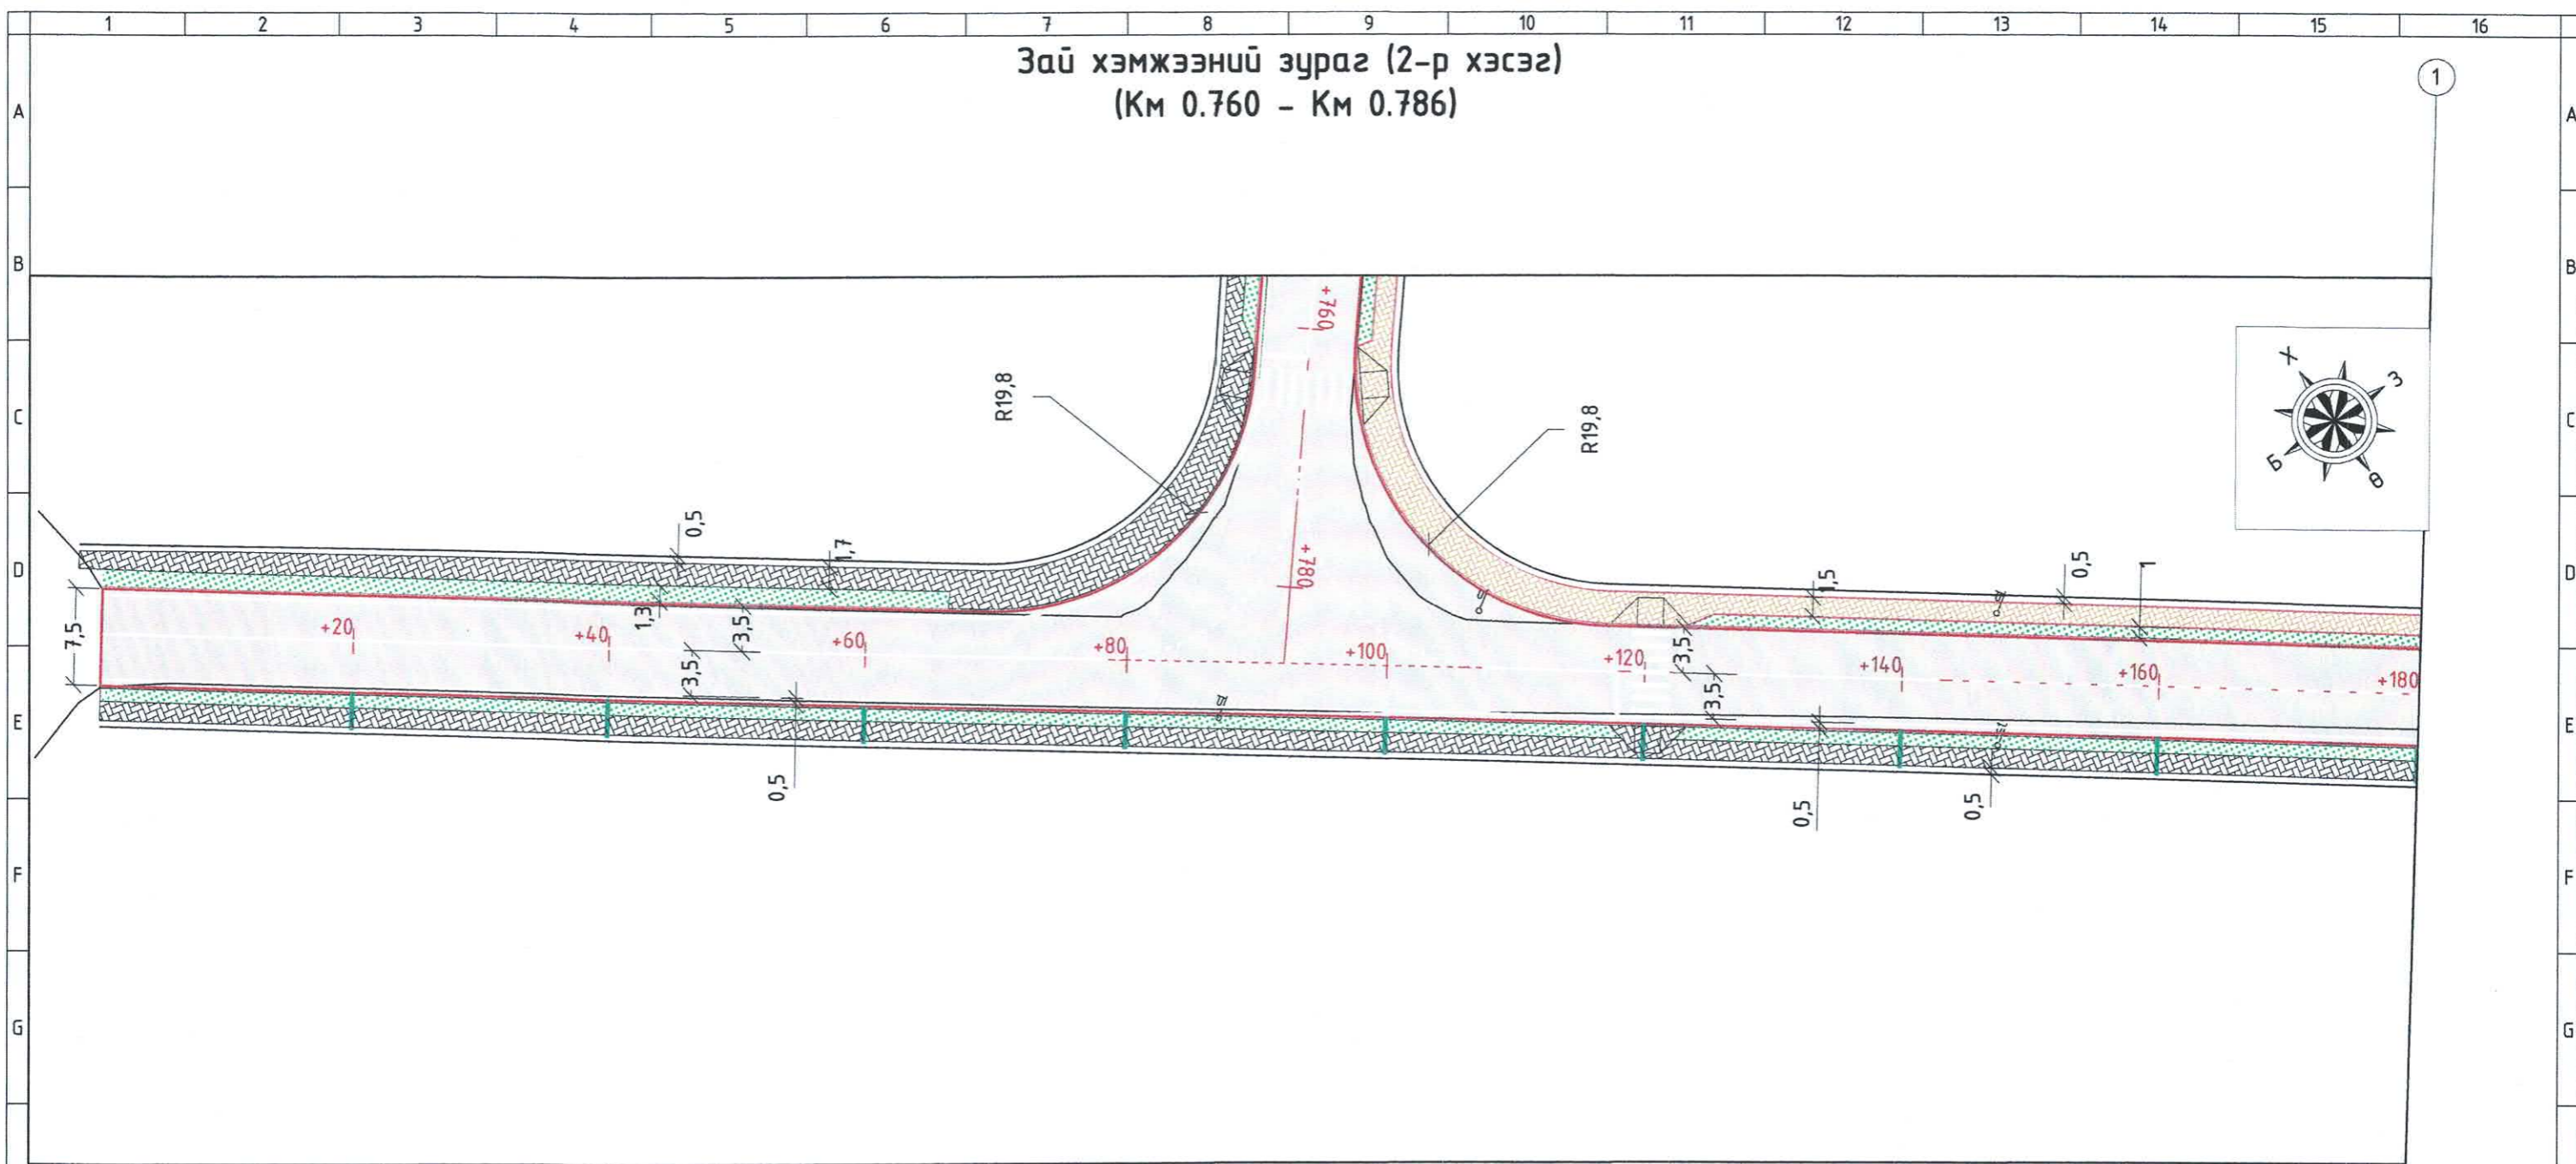 1 2 3 4 5 6 7 8 9 10 11 12 13 14 15 16
Зай хэмжээний зураг (2-р хэсэг)
(Км 0.760 - Км 0.786)
1
A A
B B
+760
Х З
R19,8
R19,8
C C
Б Ө
0,5
1,7
+780
0,5
1
1,5
D D
1,3
3,5
7,5
+20 +40 +60 +80 +100 +120 +140 +160 +180
3,5
3,5
3,5
E E
0,5
0,5
0,5
F F
G G